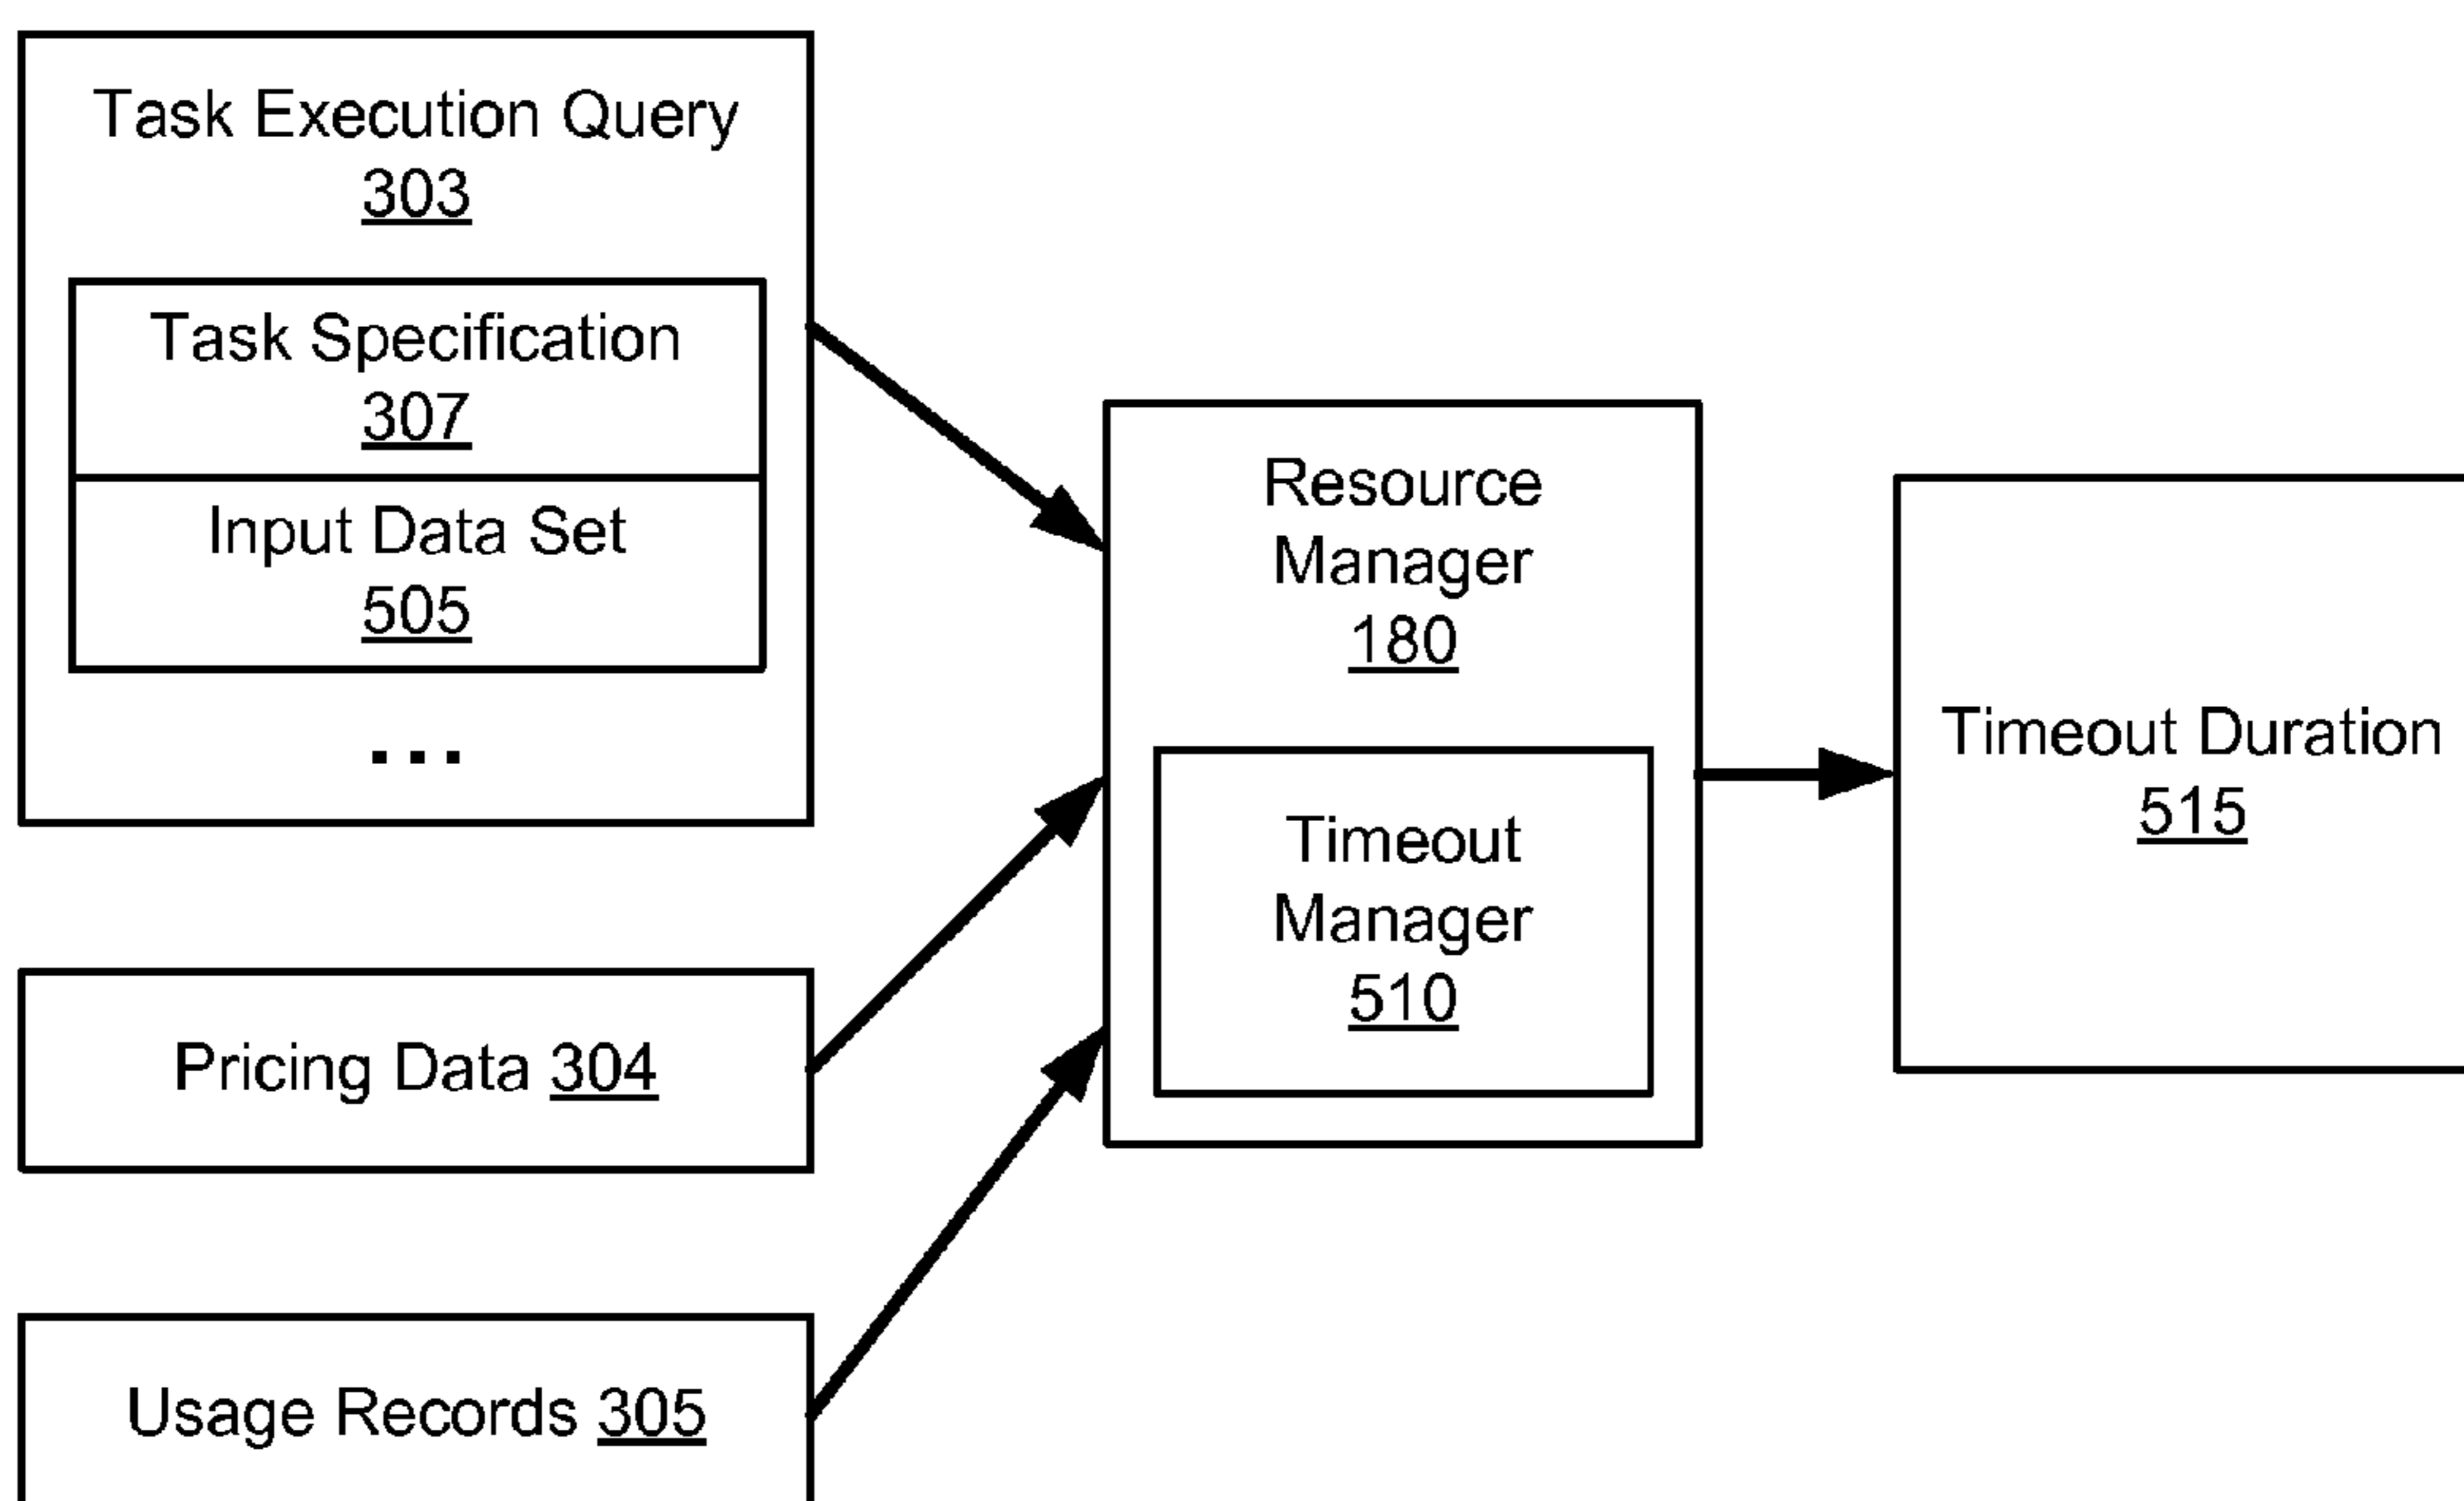 Task Execution Query
303
Task Specification
307
Input Data Set
505
...
Pricing Data 304
Usage Records 305
Resource
Manager
180
Timeout
Manager
510
Timeout Duration
515